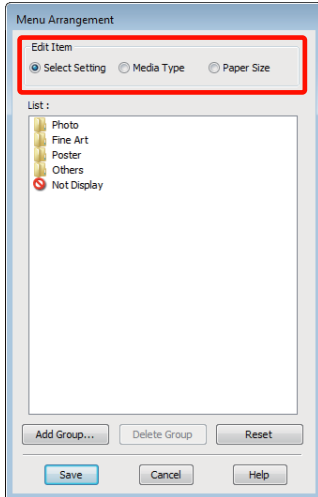 Menu Arrangement
Edit Item
Select Setting Media Type Paper Size
List :
Photo
Fine Art
Poster
Others
Not Display
Add Group... Delete Group Reset
Save Cancel Help